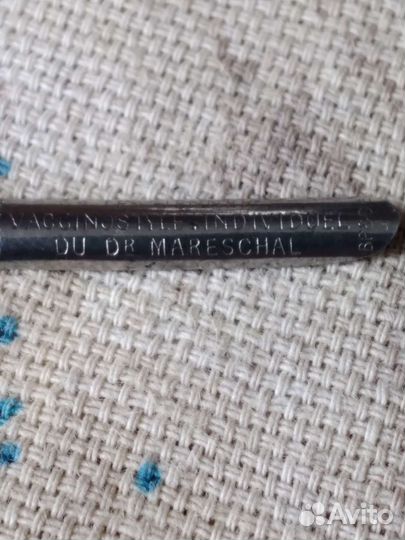 VACCINOSTYLE INDIVIDUEL
DU DR MARESCHAL
Avito